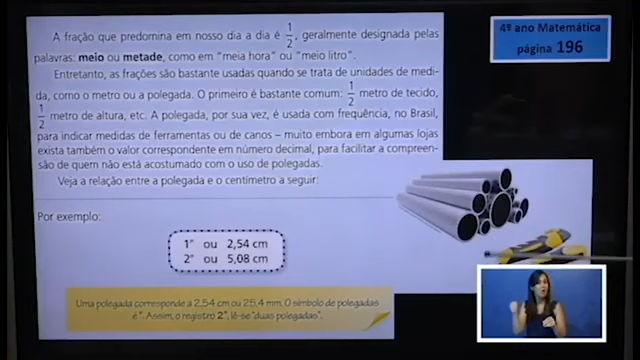 A fração que predomina em nosso dia a dia é 1/2, geralmente designada pelas
palavras: meio ou metade, como em "meia hora" ou "meio litro".
Entretanto, as frações são bastante usadas quando se trata de unidades de medi-
da, como o metro ou a polegada. O primeiro é bastante comum: 1/2 metro de tecido,
1/2 metro de altura, etc. A polegada, por sua vez, é usada com frequência, no Brasil,
para indicar medidas de ferramentas ou de canos – muito embora em algumas lojas
exista também o valor correspondente em número decimal, para facilitar a compreen-
são de quem não está acostumado com o uso de polegadas.
Veja a relação entre a polegada e o centímetro a seguir:
Por exemplo:
1" ou 2,54 cm
2" ou 5,08 cm
Uma polegada corresponde a 2,54 cm ou 25,4 mm. O símbolo de polegadas
é ". Assim, o registro 2", lê-se "duas polegadas".
4º ano Matemática
página 196